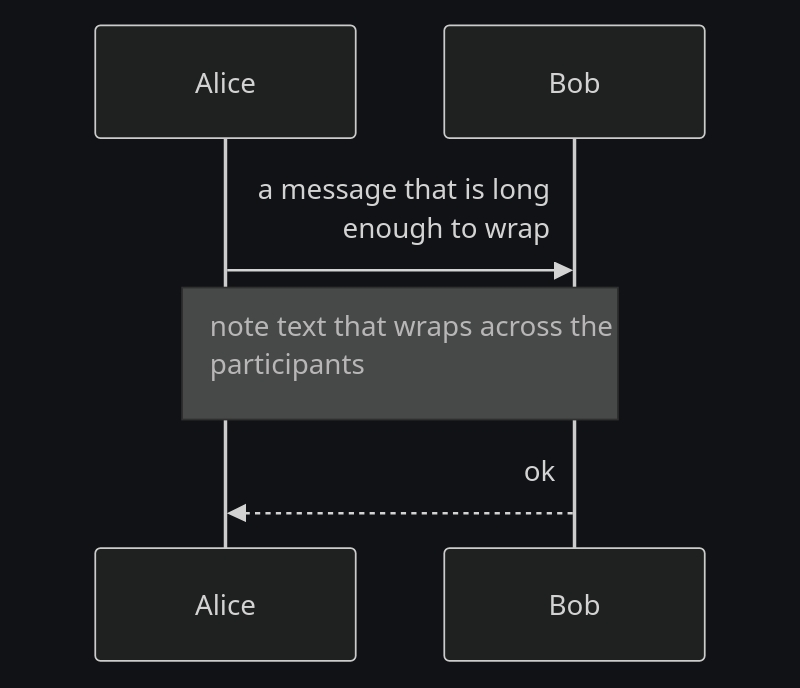 Alice
Bob
a message that is long
enough to wrap
note text that wraps across the
participants
ok
Alice
Bob